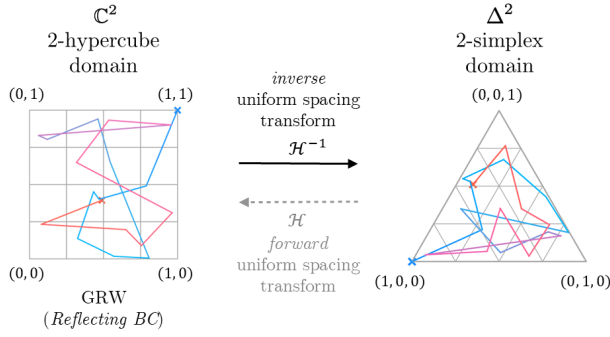 ℂ²
2-hypercube
domain
(0, 1)
(1, 1)
(0,0)
(1,0)
GRW
(Reflecting BC)
inverse
uniform spacing
transform
ℋ⁻¹
ℋ
forward
uniform spacing
transform
Δ²
2-simplex
domain
(0, 0, 1)
(1, 0, 0)
(0, 1, 0)